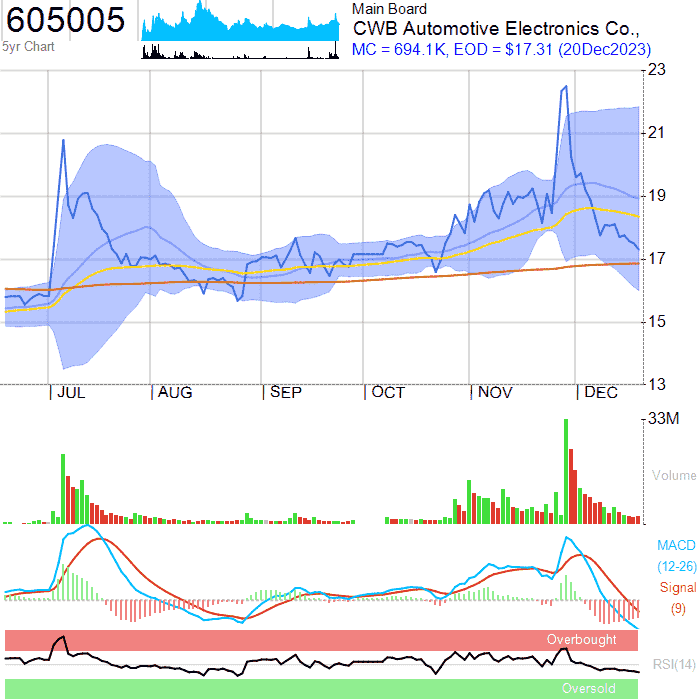 605005
5yr Chart
Main Board
CWB Automotive Electronics Co.,
MC = 694.1K, EOD = $17.31 (20Dec2023)
23
21
19
17
15
13
JUL
AUG
SEP
OCT
NOV
DEC
33M
Volume
MACD
(12-26)
Signal
(9)
Overbought
RSI(14)
Oversold